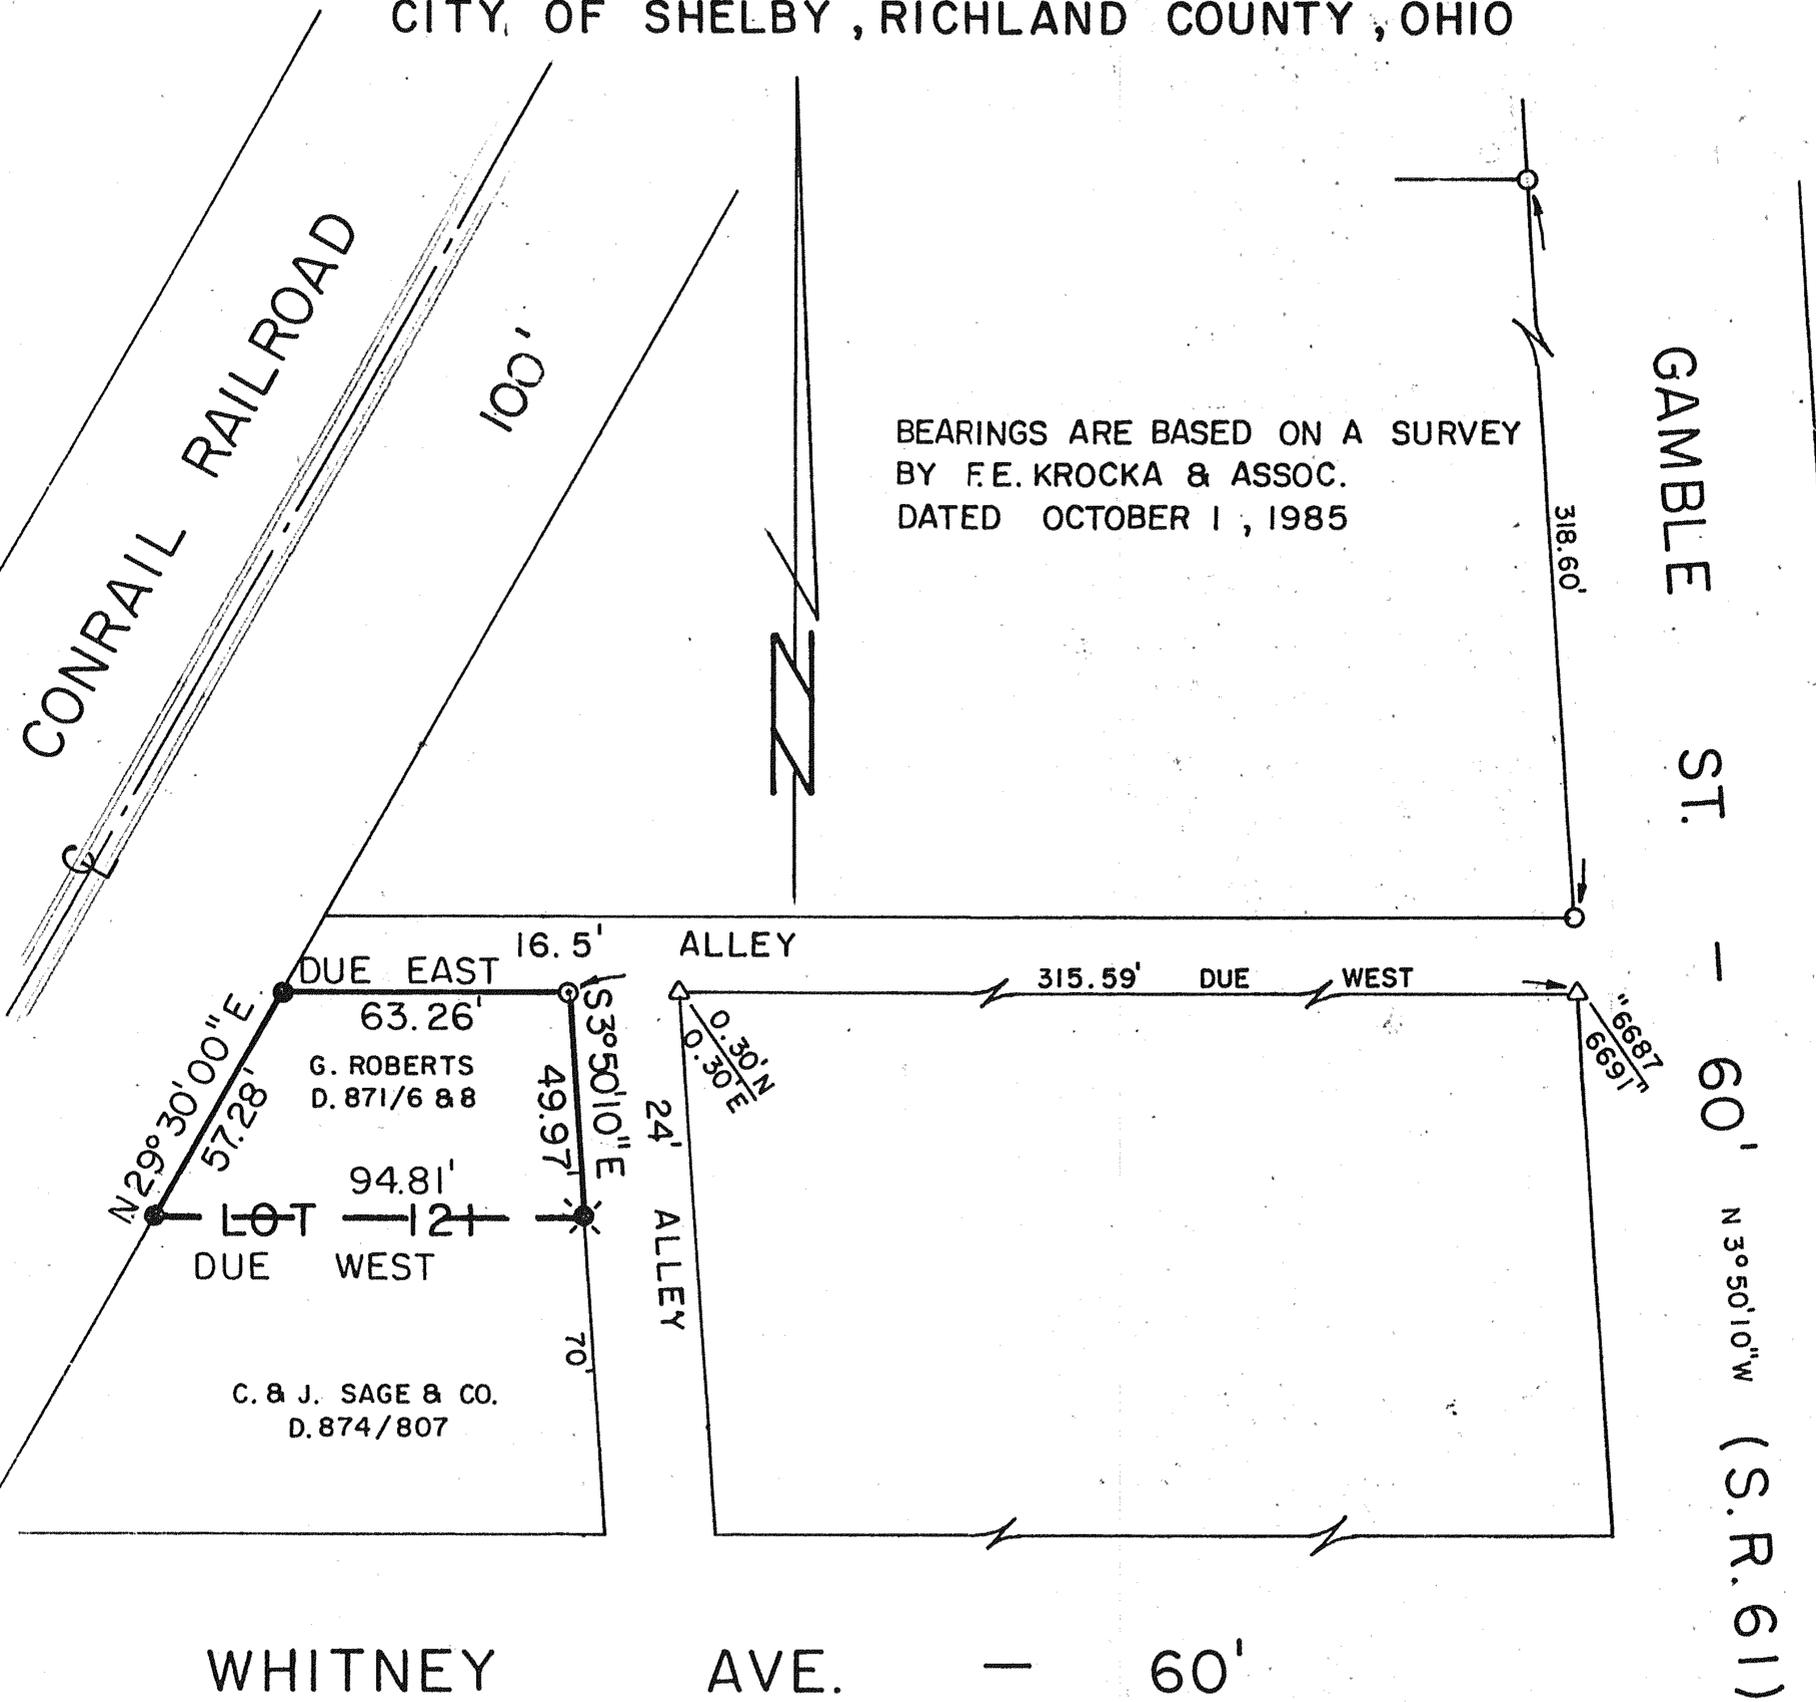 CITY OF SHELBY, RICHLAND COUNTY, OHIO
CONRAIL RAILROAD
100'
N
BEARINGS ARE BASED ON A SURVEY
BY F.E. KROCKA & ASSOC.
DATED OCTOBER 1, 1985
318.60'
GAMBLE ST. - 60' (S.R. 61)
N 3°50'10"W
16.5' ALLEY
DUE EAST
63.26'
315.59' DUE WEST
"6687
6691"
0.30' N
0.30' E
S3°50'10"E
49.97'
N29°30'00"E
57.28'
G. ROBERTS
D. 871/6 & 8
94.81'
LOT 121
DUE WEST
24' ALLEY
70'
C. & J. SAGE & CO.
D. 874/807
WHITNEY AVE. - 60'